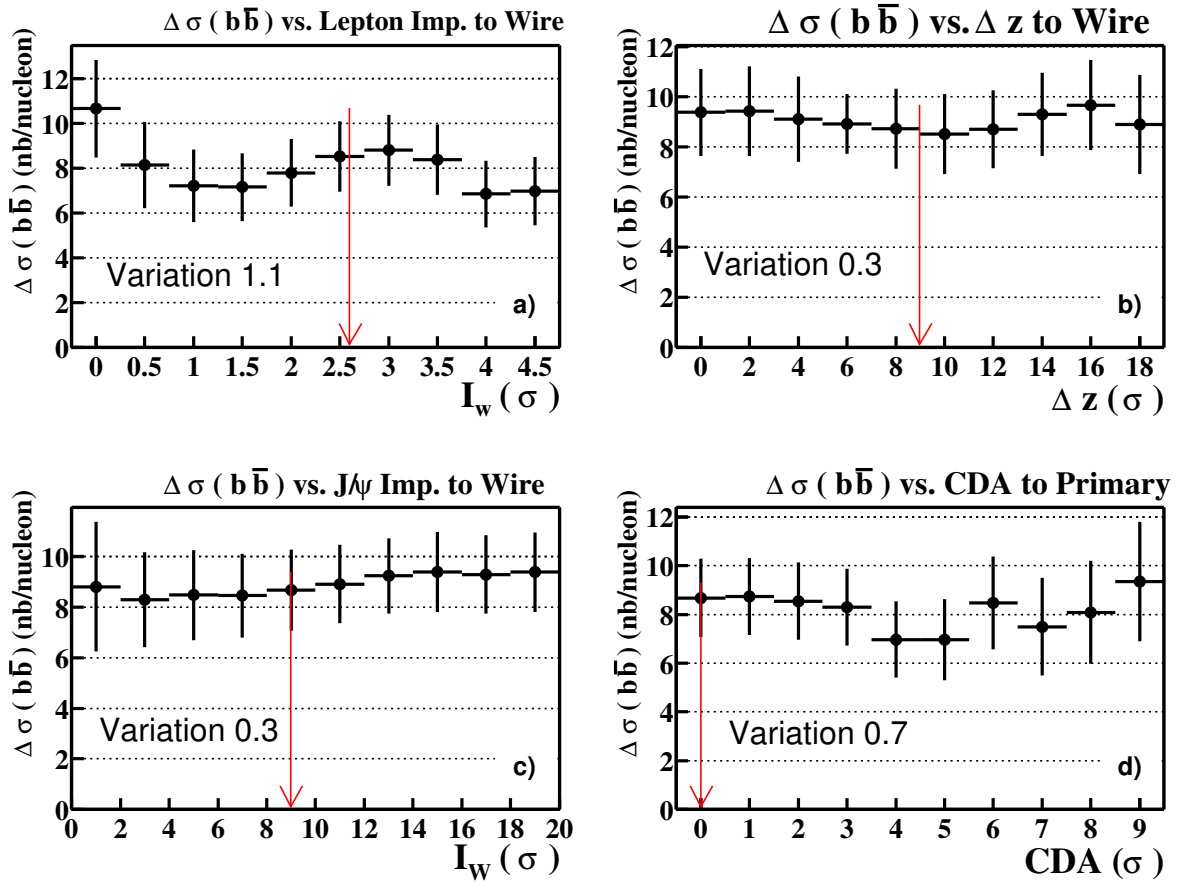 Δ σ ( b b̅ ) vs. Lepton Imp. to Wire
Δ σ ( b b̅ ) (nb/nucleon)
12
10
8
6
4
2
0
Variation 1.1
a)
0 0.5 1 1.5 2 2.5 3 3.5 4 4.5
I_w ( σ )
Δ σ ( b b̅ ) vs. Δ z to Wire
Δ σ ( b b̅ ) (nb/nucleon)
12
10
8
6
4
2
0
Variation 0.3
b)
0 2 4 6 8 10 12 14 16 18
Δ z ( σ )
Δ σ ( b b̅ ) vs. J/ψ Imp. to Wire
Δ σ ( b b̅ ) (nb/nucleon)
10
8
6
4
2
0
Variation 0.3
c)
0 2 4 6 8 10 12 14 16 18 20
I_W ( σ )
Δ σ ( b b̅ ) vs. CDA to Primary
Δ σ ( b b̅ ) (nb/nucleon)
12
10
8
6
4
2
0
Variation 0.7
d)
0 1 2 3 4 5 6 7 8 9
CDA (σ )